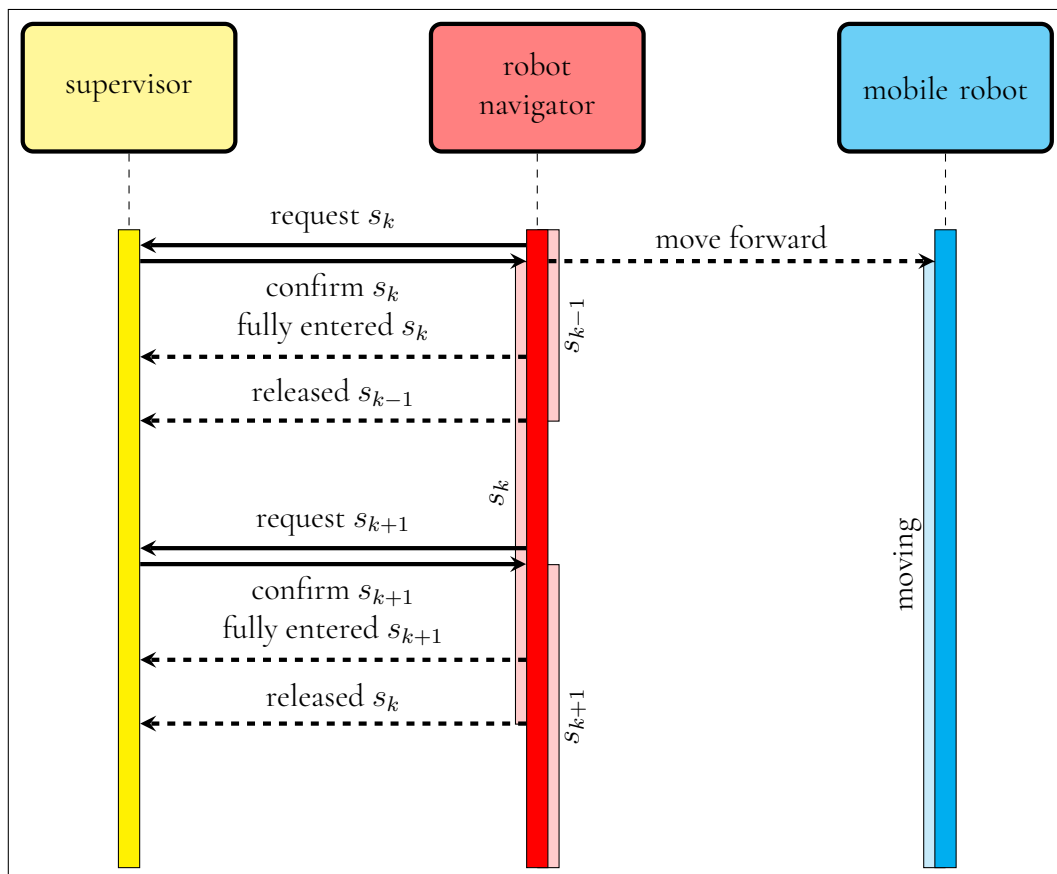 supervisor
robot
navigator
mobile robot
request s_k
move forward
confirm s_k
fully entered s_k
s_{k−1}
released s_{k−1}
s_k
request s_{k+1}
moving
confirm s_{k+1}
fully entered s_{k+1}
released s_k
s_{k+1}